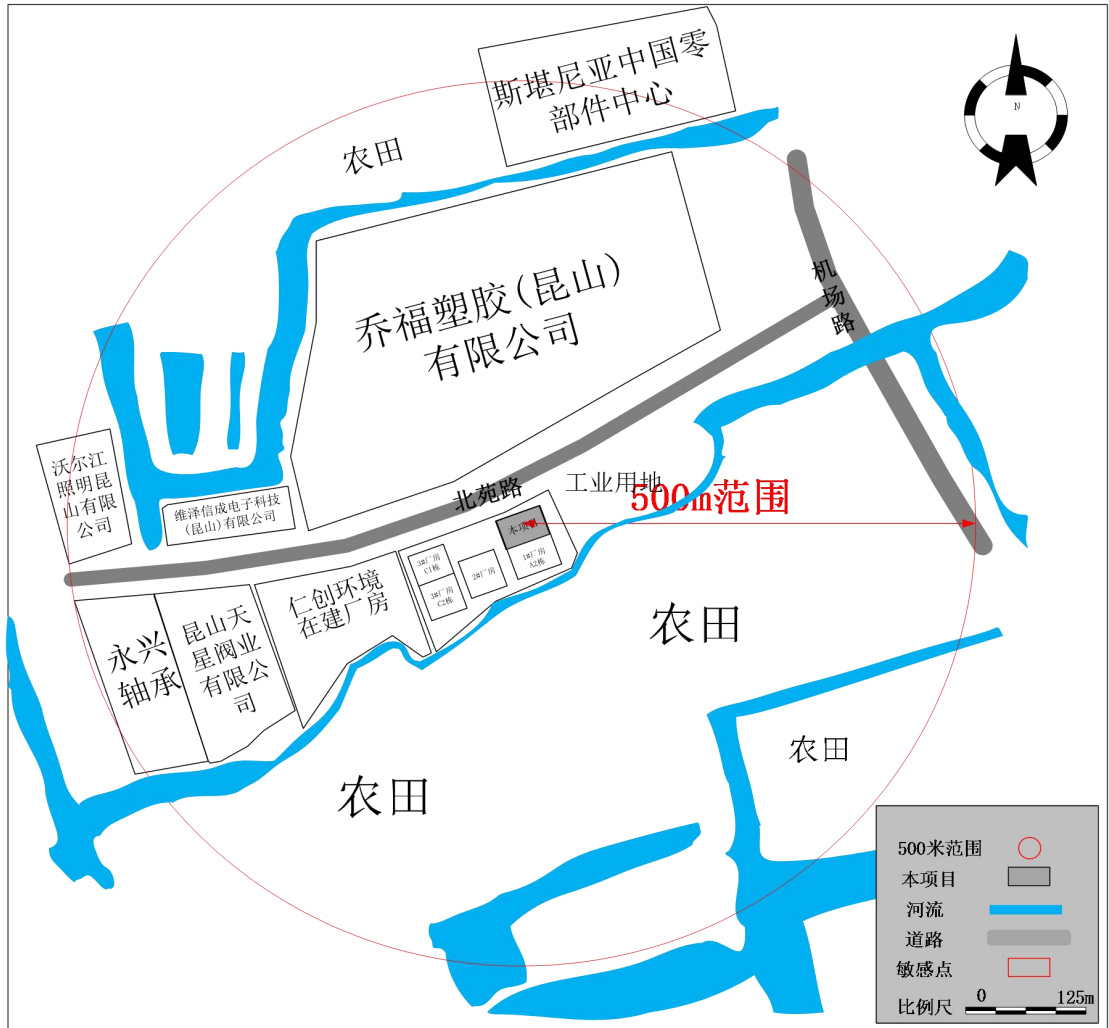 斯堪尼亚中国零
部件中心
N
农田
机
场
路
乔福塑胶(昆山)
有限公司
沃尔江
照明昆
山有限
公司
维泽信成电子科技
(昆山)有限公司
北苑路
工业用地
500m范围
本项目
1#厂房
A2栋
2#厂房
3#厂房
C1栋
3#厂房
C2栋
仁创环境
在建厂房
昆山天
星阀业
有限公
司
永兴
轴承
农田
农田
农田
500米范围
本项目
河流
道路
敏感点
比例尺
0
125m